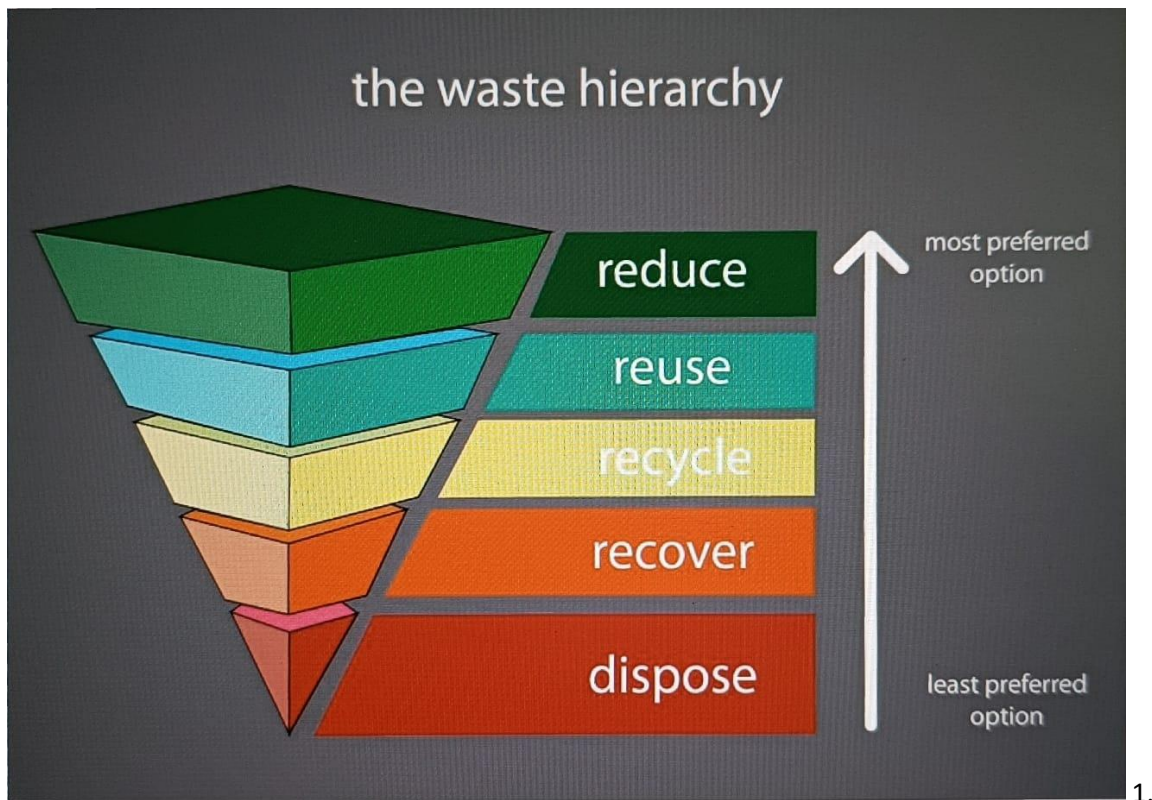 the waste hierarchy
reduce
most preferred
option
reuse
recycle
recover
dispose
least preferred
option
1.